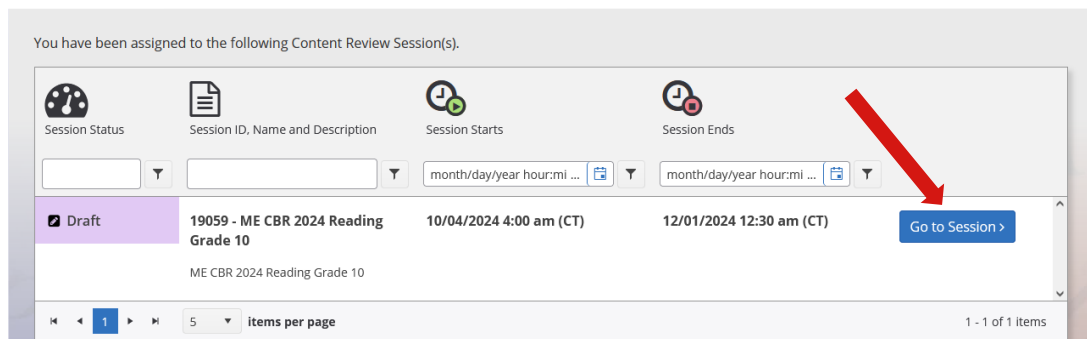 You have been assigned to the following Content Review Session(s).
Session Status
Session ID, Name and Description
Session Starts
Session Ends
month/day/year hour:mi ...
month/day/year hour:mi ...
Draft
19059 - ME CBR 2024 Reading
Grade 10
ME CBR 2024 Reading Grade 10
10/04/2024 4:00 am (CT)
12/01/2024 12:30 am (CT)
Go to Session ›
1
5
items per page
1 - 1 of 1 items